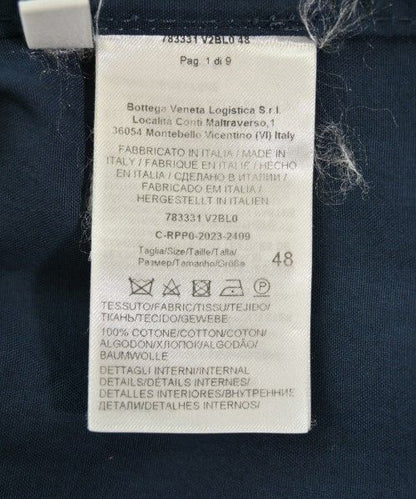 783331 V2BL0 48
Pag. 1 di 9
Bottega Veneta Logistica S.r.l.
Località Conti Maltraverso,1
36054 Montebello Vicentino (VI) Italy
FABBRICATO IN ITALIA / MADE IN
ITALY / FABRIQUÉ EN ITALIE / HECHO
EN ITALIA / СДЕЛАНО В ИТАЛИИ /
FABRICADO EM ITÁLIA /
HERGESTELLT IN ITALIEN
783331 V2BL0
C-RPP0-2023-2409
Taglia/Size/Taille/Talla/
Размер/Tamanho/Größe
48
TESSUTO/FABRIC/TISSU/TEJIDO/
ТКАНЬ/TECIDO/GEWEBE
100% COTONE/COTTON/COTON/
ALGODÓN/ХЛОПОК/ALGODÃO/
BAUMWOLLE
DETTAGLI INTERNI/INTERNAL
DETAILS/DÉTAILS INTERNES/
DETALLES INTERIORES/ВНУТРЕННИЕ
ДЕТАЛИ/DETALHES INTERNOS/